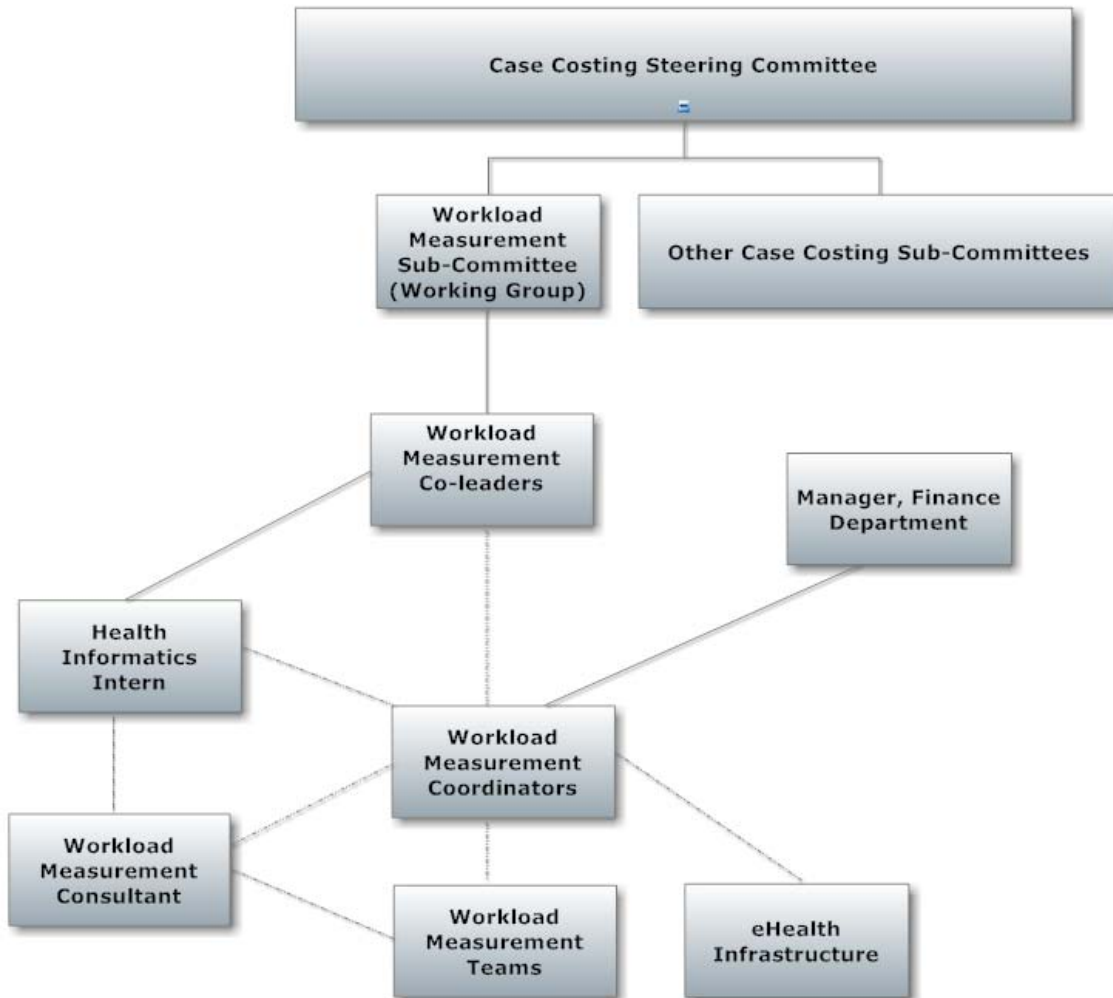 Case Costing Steering Committee
Workload
Measurement
Sub-Committee
(Working Group)
Other Case Costing Sub-Committees
Workload
Measurement
Co-leaders
Manager, Finance
Department
Health
Informatics
Intern
Workload
Measurement
Coordinators
Workload
Measurement
Consultant
Workload
Measurement
Teams
eHealth
Infrastructure